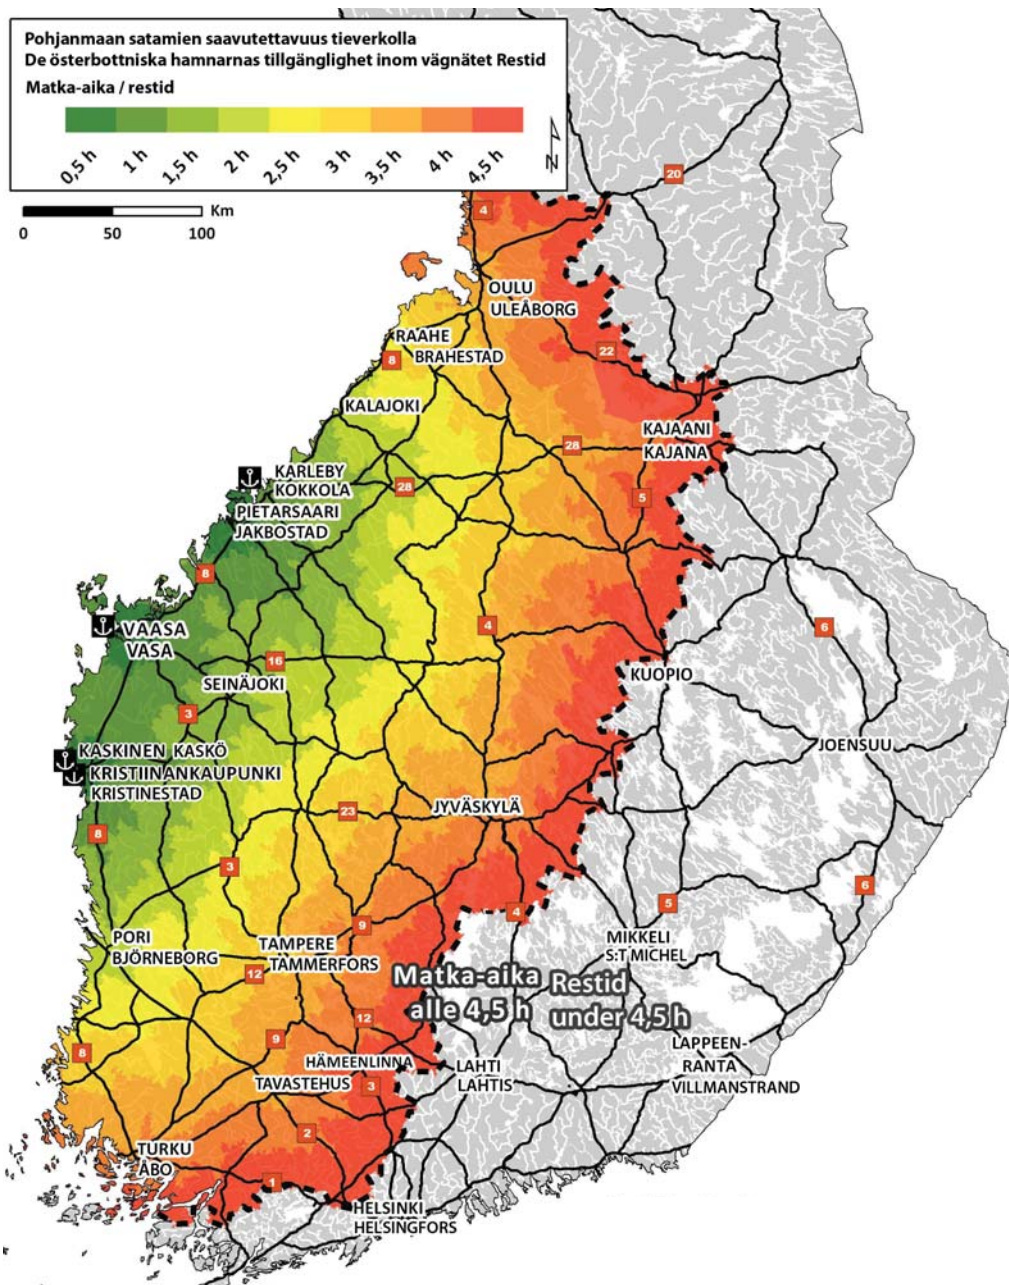 Pohjanmaan satamien saavutettavuus tieverkolla
De österbottniska hamnarnas tillgänglighet inom vägnätet Restid
Matka-aika / restid
0,5 h 1 h 1,5 h 2 h 2,5 h 3 h 3,5 h 4 h 4,5 h
N
Km
0 50 100
20
4
OULU
ULEÅBORG
RAAHE
BRAHESTAD
8
22
KALAJOKI
KAJAANI
KAJANA
28
KARLEBY
KOKKOLA
28
5
PIETARSAARI
JAKBOSTAD
8
VAASA
VASA
4
6
16
SEINÄJOKI
KUOPIO
3
JOENSUU
KASKINEN KASKÖ
KRISTIINANKAUPUNKI
KRISTINESTAD
8
23
JYVÄSKYLÄ
3
6
5
4
9
PORI
BJÖRNEBORG
TAMPERE
TAMMERFORS
12
MIKKELI
S:T MICHEL
Matka-aika
alle 4,5 h
Restid
under 4,5 h
12
9
8
LAPPEEN-
RANTA
VILLMANSTRAND
HÄMEENLINNA
TAVASTEHUS
3
LAHTI
LAHTIS
2
TURKU
ÅBO
1
HELSINKI
HELSINGFORS